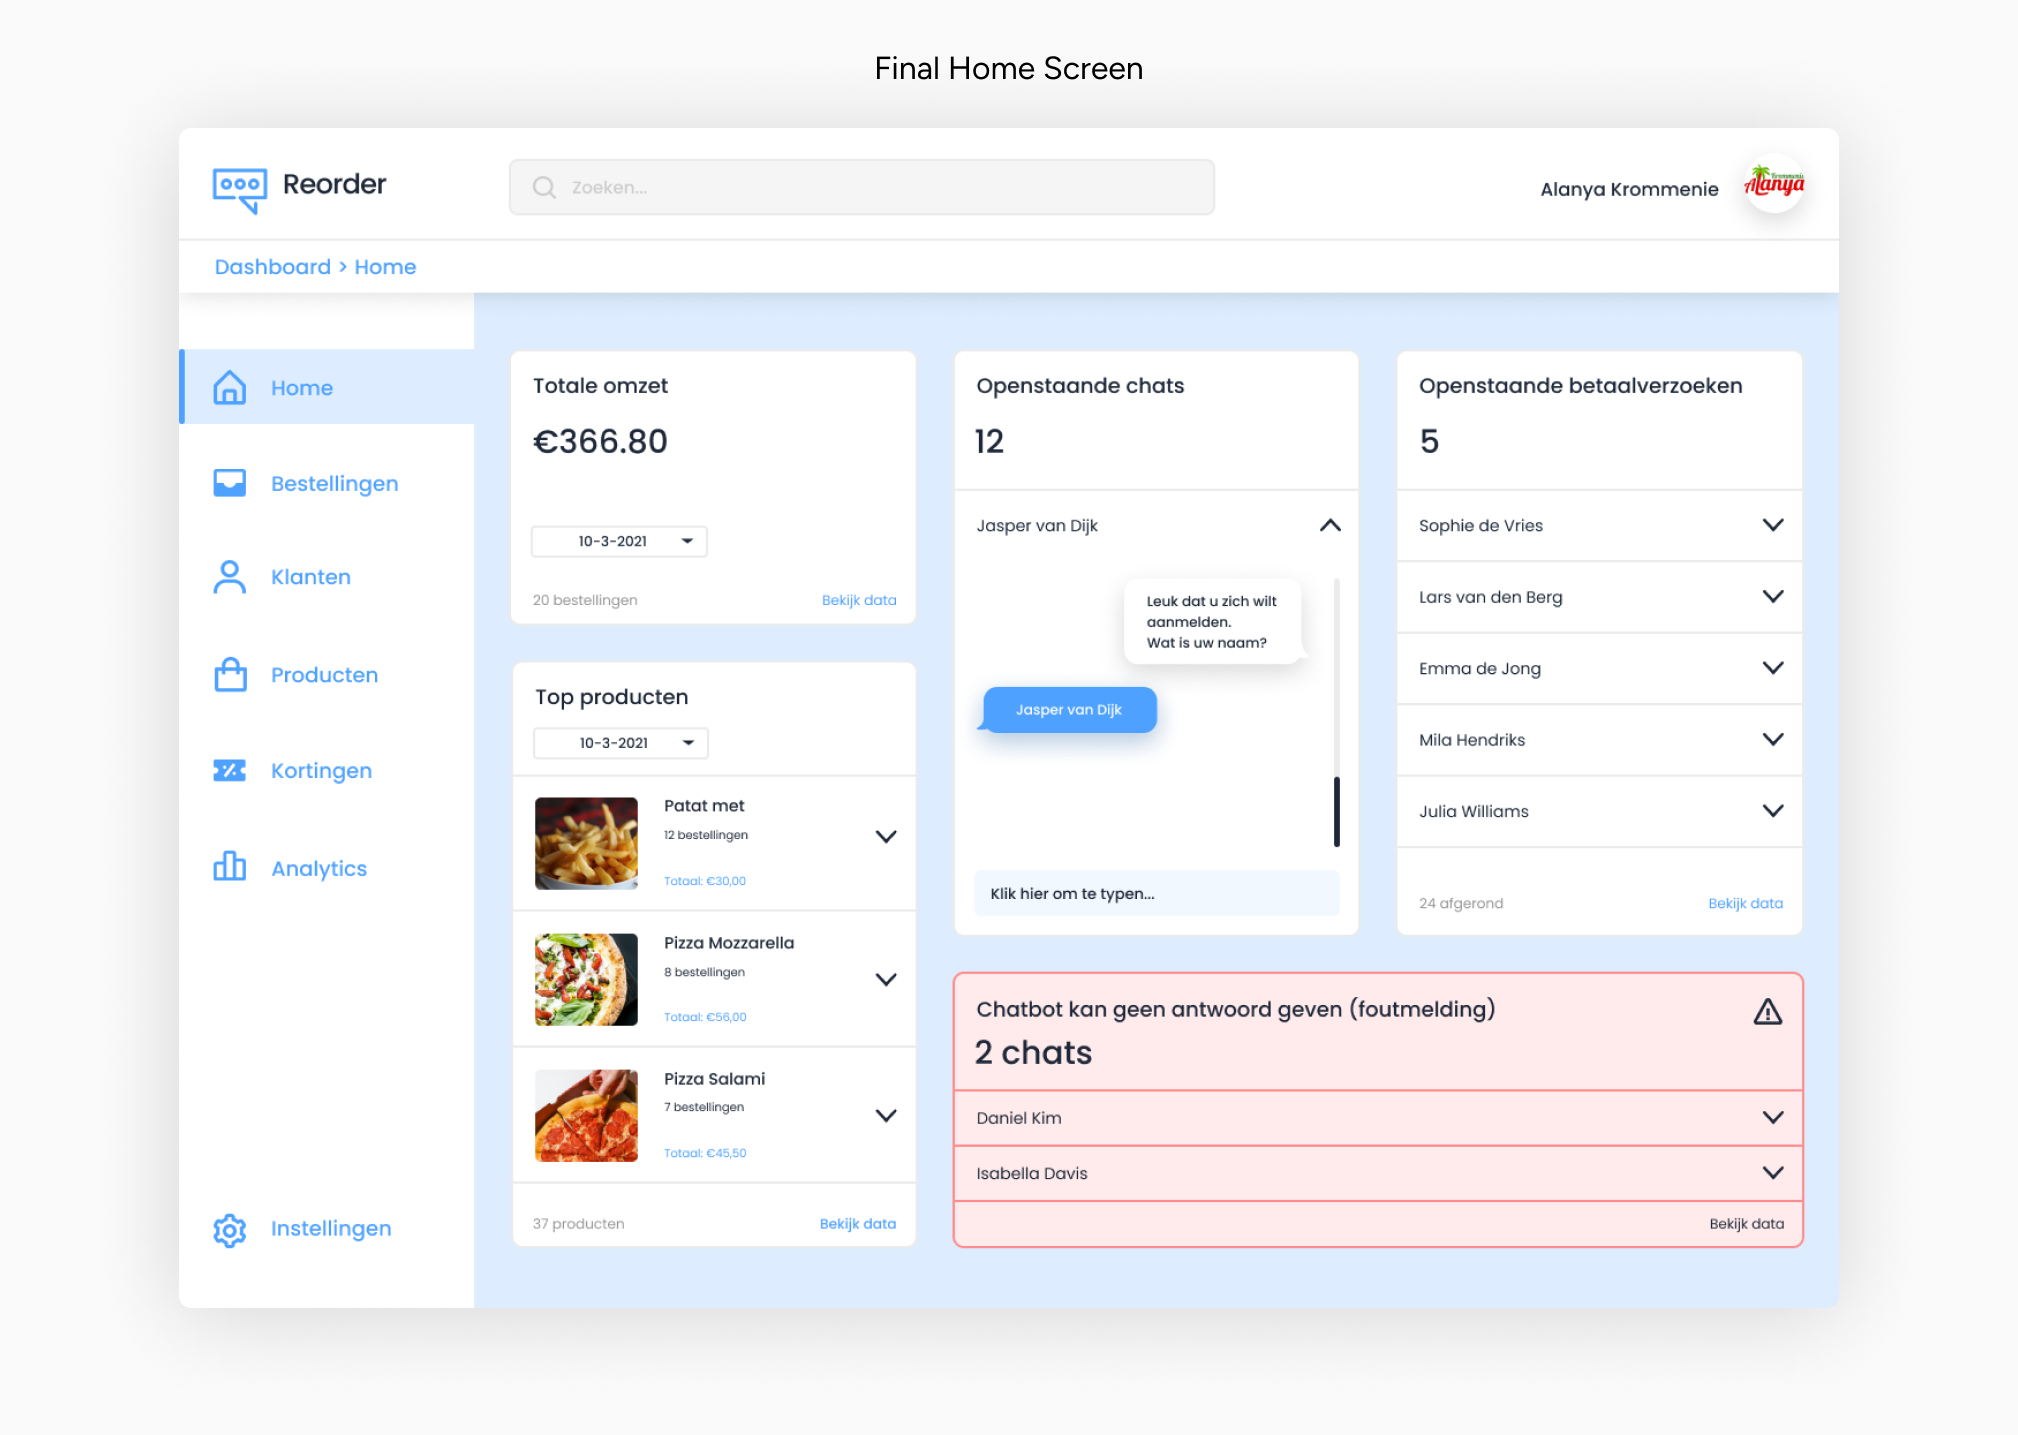 Final Home Screen
Reorder
Zoeken...
Alanya Krommenie
Krommenie
Alanya
Dashboard > Home
Home
Bestellingen
Klanten
Producten
Kortingen
Analytics
Instellingen
Totale omzet
€366.80
10-3-2021
20 bestellingen
Bekijk data
Top producten
10-3-2021
Patat met
12 bestellingen
Totaal: €30,00
Pizza Mozzarella
8 bestellingen
Totaal: €56,00
Pizza Salami
7 bestellingen
Totaal: €45,50
37 producten
Bekijk data
Openstaande chats
12
Jasper van Dijk
Leuk dat u zich wilt
aanmelden.
Wat is uw naam?
Jasper van Dijk
Klik hier om te typen...
Openstaande betaalverzoeken
5
Sophie de Vries
Lars van den Berg
Emma de Jong
Mila Hendriks
Julia Williams
24 afgerond
Bekijk data
Chatbot kan geen antwoord geven (foutmelding)
2 chats
Daniel Kim
Isabella Davis
Bekijk data